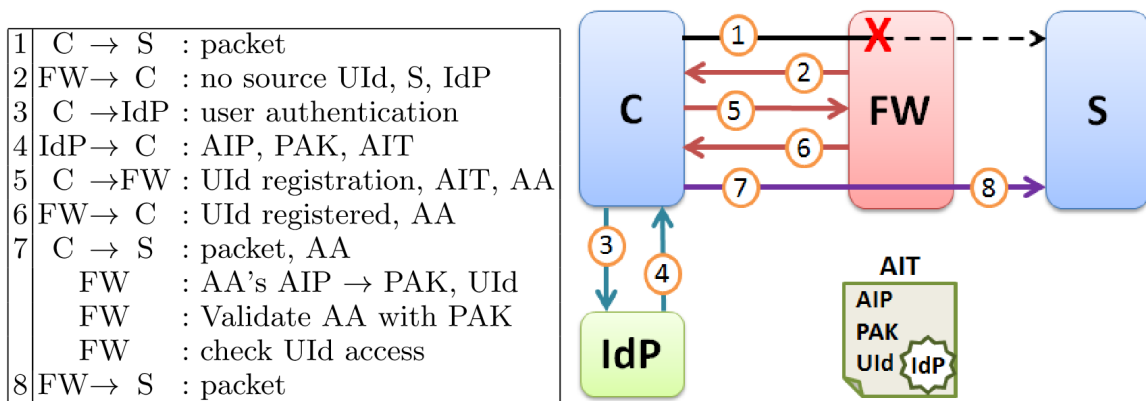 1 C → S : packet
2 FW→ C : no source UId, S, IdP
3 C →IdP : user authentication
4 IdP→ C : AIP, PAK, AIT
5 C →FW : UId registration, AIT, AA
6 FW→ C : UId registered, AA
7 C → S : packet, AA
FW : AA's AIP → PAK, UId
FW : Validate AA with PAK
FW : check UId access
8 FW→ S : packet
C
FW
S
1
X
2
5
6
7
8
3
4
IdP
AIT
AIP
PAK
UId
IdP